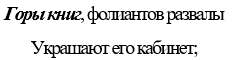 Горы книг, фолиантов развалы
Украшают его кабинет;